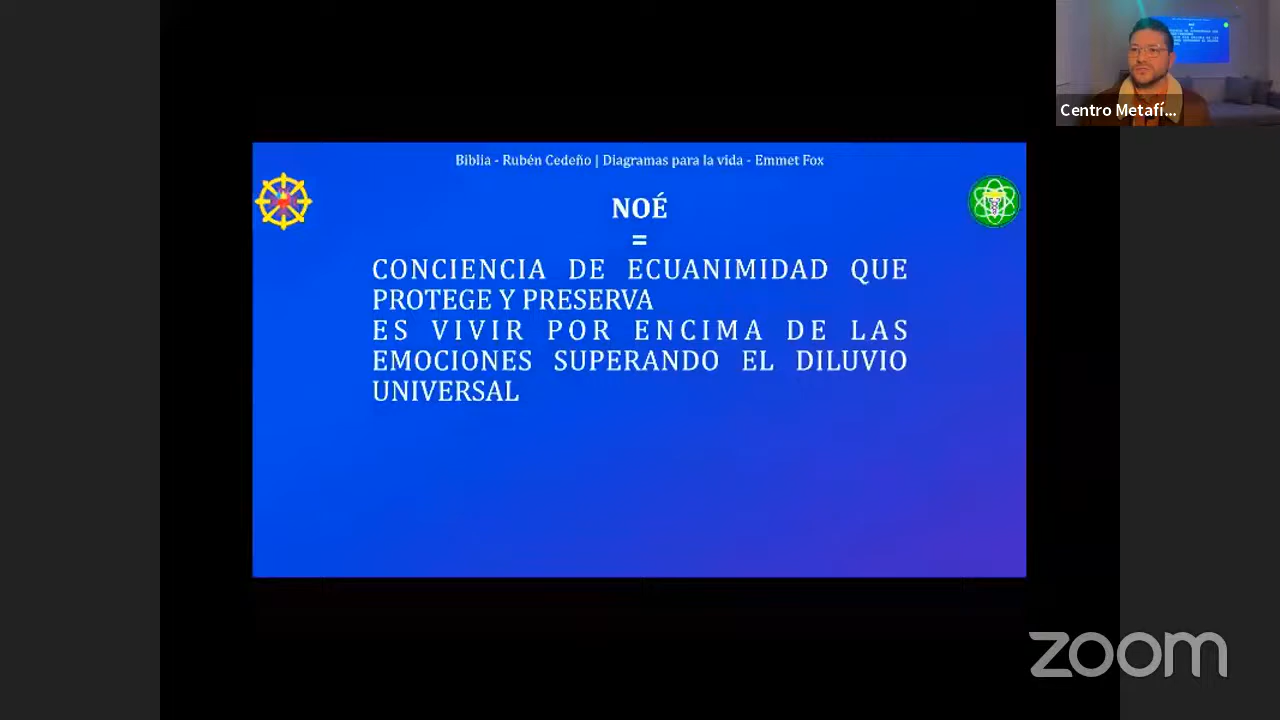 Biblia - Rubén Cedeño | Diagramas para la vida - Emmet Fox
NOÉ
=
CONCIENCIA DE ECUANIMIDAD QUE
PROTEGE Y PRESERVA
ES VIVIR POR ENCIMA DE LAS
EMOCIONES SUPERANDO EL DILUVIO
UNIVERSAL
Centro Metafí...
zoom